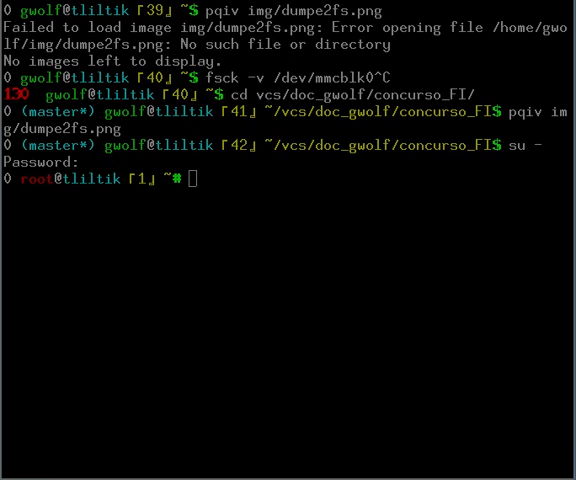 0 gwolf@tliltik『39』~$ pqiv img/dumpe2fs.png
Failed to load image img/dumpe2fs.png: Error opening file /home/gwo
lf/img/dumpe2fs.png: No such file or directory
No images left to display.
0 gwolf@tliltik『40』~$ fsck -v /dev/mmcblk0^C
130 gwolf@tliltik『40』~$ cd vcs/doc_gwolf/concurso_FI/
0 (master*) gwolf@tliltik『41』~/vcs/doc_gwolf/concurso_FI$ pqiv im
g/dumpe2fs.png
0 (master*) gwolf@tliltik『42』~/vcs/doc_gwolf/concurso_FI$ su -
Password:
0 root@tliltik『1』~#